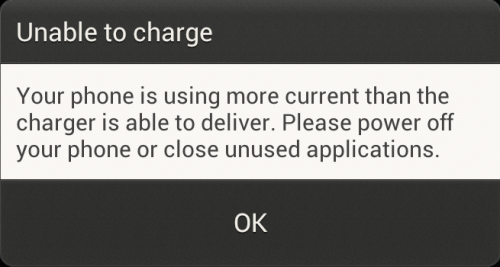 Unable to charge
Your phone is using more current than the
charger is able to deliver. Please power off
your phone or close unused applications.
OK